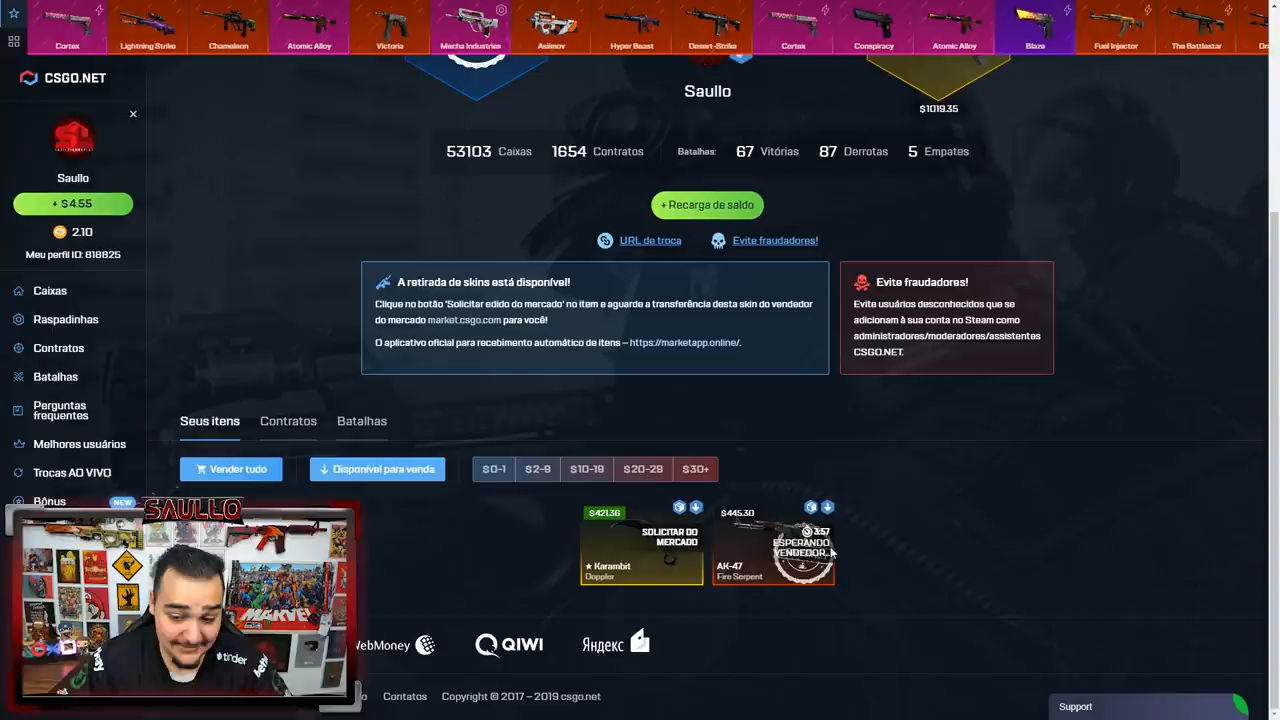 Cortex
Lightning Strike
Chameleon
Atomic Alloy
Victoria
Mecha Industries
Asiimov
Hyper Beast
Desert-Strike
Cortex
Conspiracy
Atomic Alloy
Blaze
Fuel Injector
The Battlestar
CSGO.NET
Saullo
$1019.35
53103 Caixas
1654 Contratos
Batalhas:
67 Vitórias
87 Derrotas
5 Empates
Saullo
+ $4.55
2.10
Meu perfil ID: 818825
+ Recarga de saldo
URL de troca
Evite fraudadores!
A retirada de skins está disponível!
Clique no botão 'Solicitar edido do mercado' no item e aguarde a transferência desta skin do vendedor
do mercado market.csgo.com para você!
O aplicativo oficial para recebimento automático de itens – https://marketapp.online/.
Evite fraudadores!
Evite usuários desconhecidos que se
adicionam à sua conta no Steam como
administradores/moderadores/assistentes
CSGO.NET.
Caixas
Raspadinhas
Contratos
Batalhas
Perguntas
frequentes
Melhores usuários
Trocas AO VIVO
Bônus
NEW
Seus itens
Contratos
Batalhas
Vender tudo
Disponível para venda
$0-1
$2-9
$10-19
$20-29
$30+
$421.36
SOLICITAR DO
MERCADO
★ Karambit
Doppler
$445.30
3:57
ESPERANDO
VENDEDOR...
AK-47
Fire Serpent
SAULLO
MARVEL
tinder
WebMoney
QIWI
Яндекс
Contatos
Copyright © 2017 – 2019 csgo.net
Support